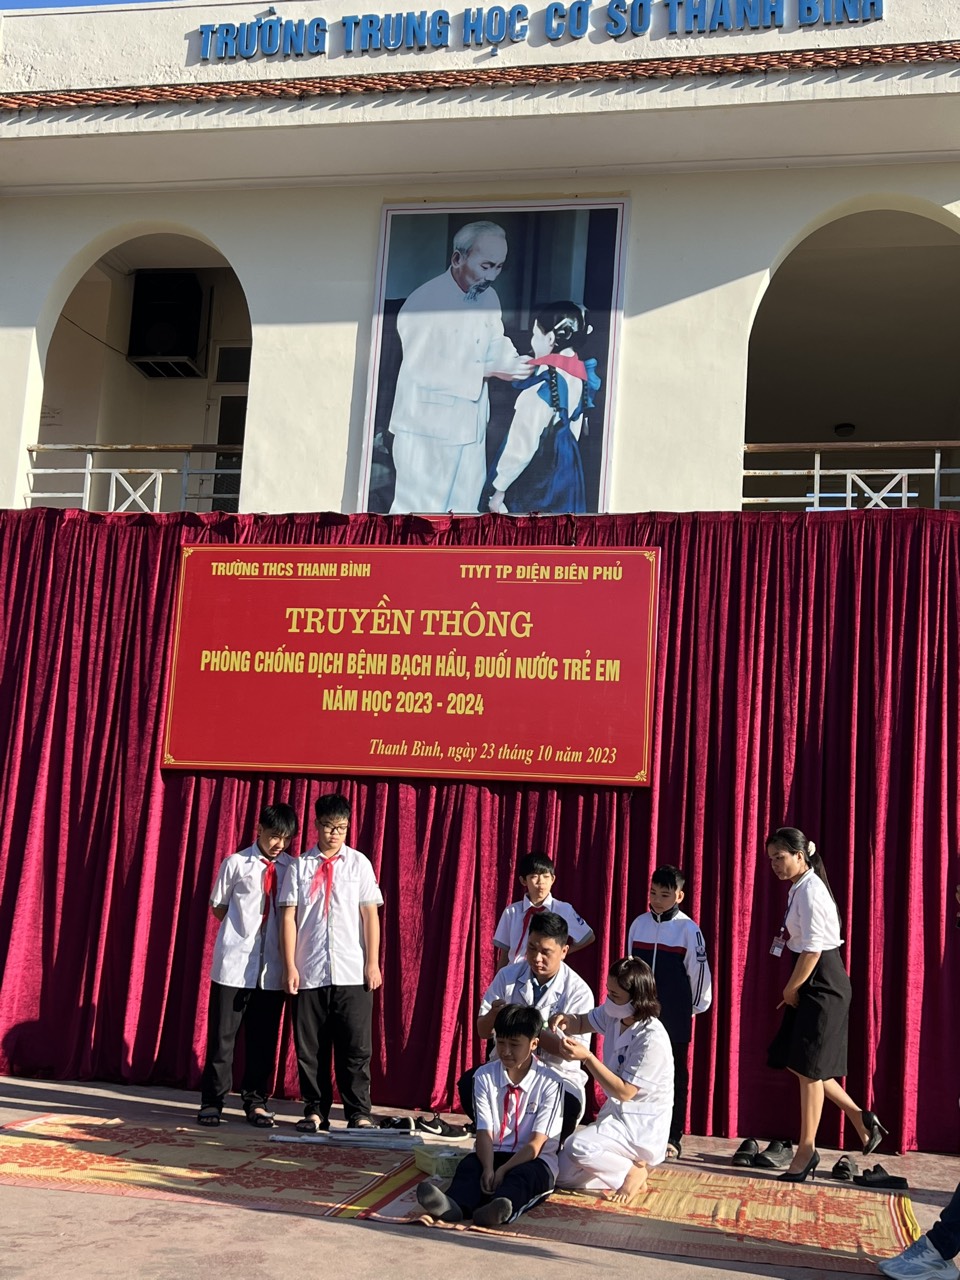 TRƯỜNG TRUNG HỌC CƠ SỞ THANH BÌNH
TRƯỜNG THCS THANH BÌNH
TTYT TP ĐIỆN BIÊN PHỦ
TRUYỀN THÔNG
PHÒNG CHỐNG DỊCH BỆNH BẠCH HẦU, ĐUỐI NƯỚC TRẺ EM
NĂM HỌC 2023 - 2024
Thanh Bình, ngày 23 tháng 10 năm 2023